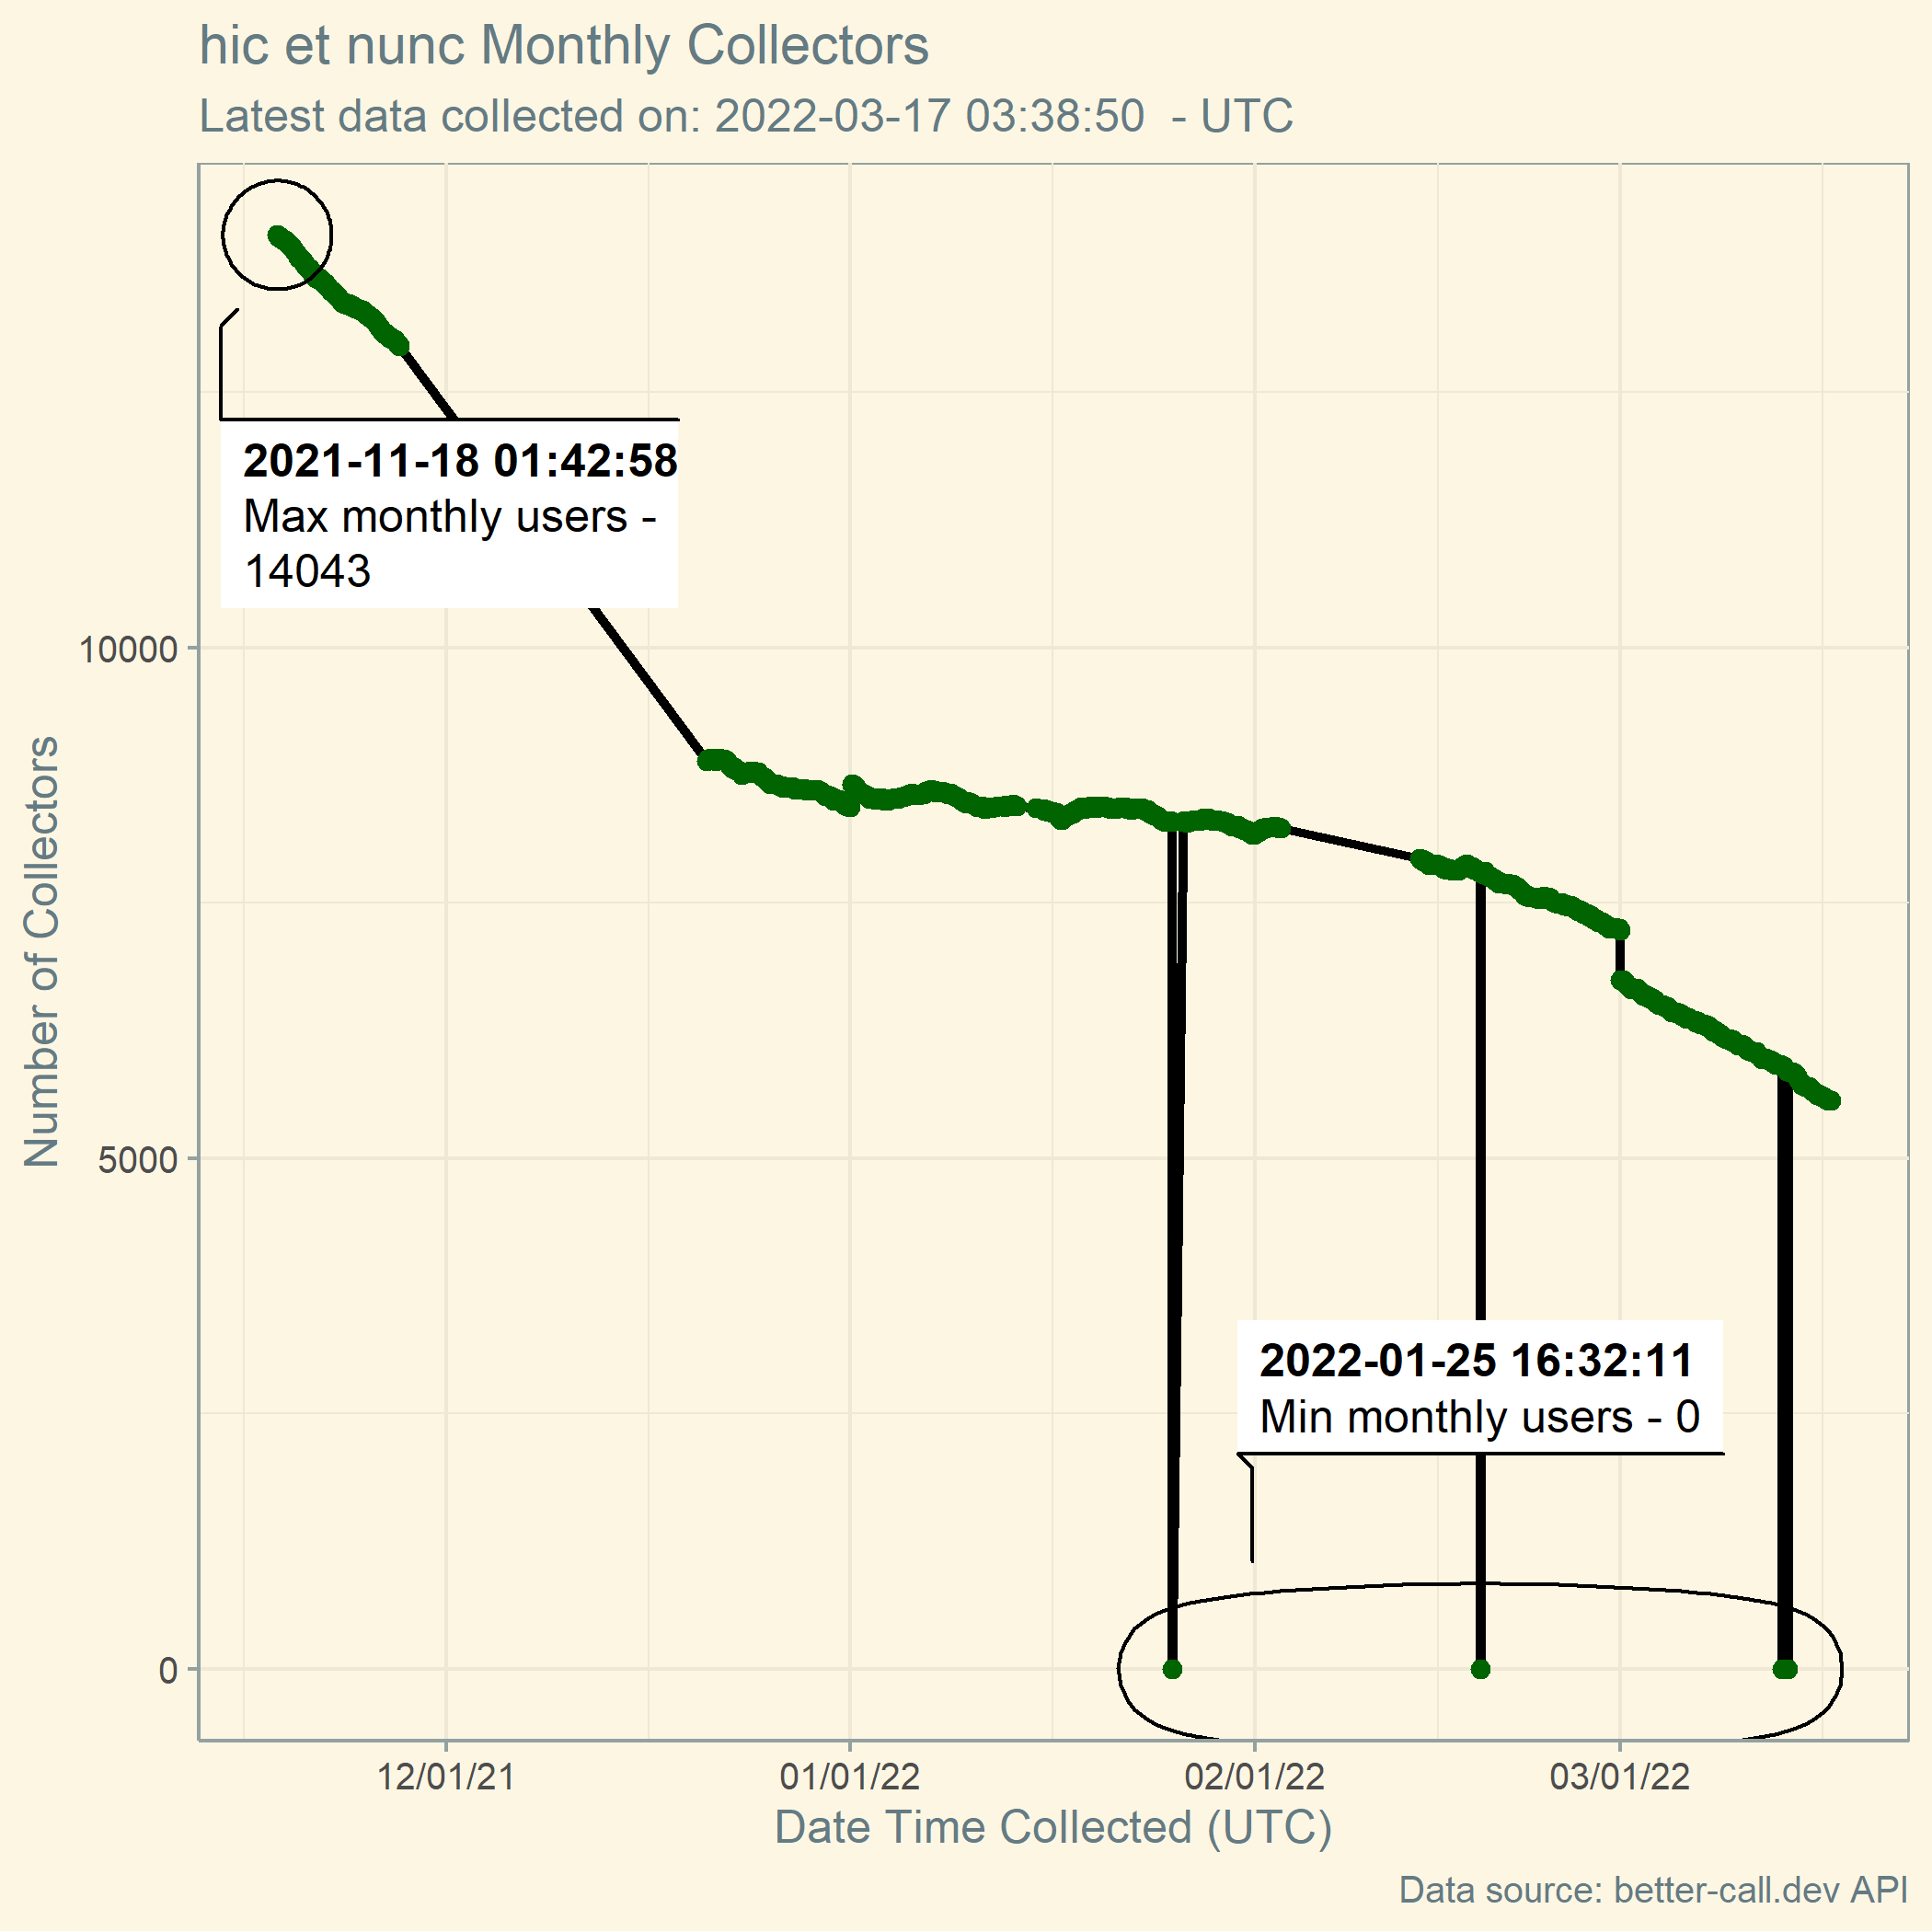 hic et nunc Monthly Collectors
Latest data collected on: 2022-03-17 03:38:50  - UTC
2021-11-18 01:42:58
Max monthly users -
14043
10000
Number of Collectors
5000
2022-01-25 16:32:11
Min monthly users - 0
0
12/01/21
01/01/22
02/01/22
03/01/22
Date Time Collected (UTC)
Data source: better-call.dev API